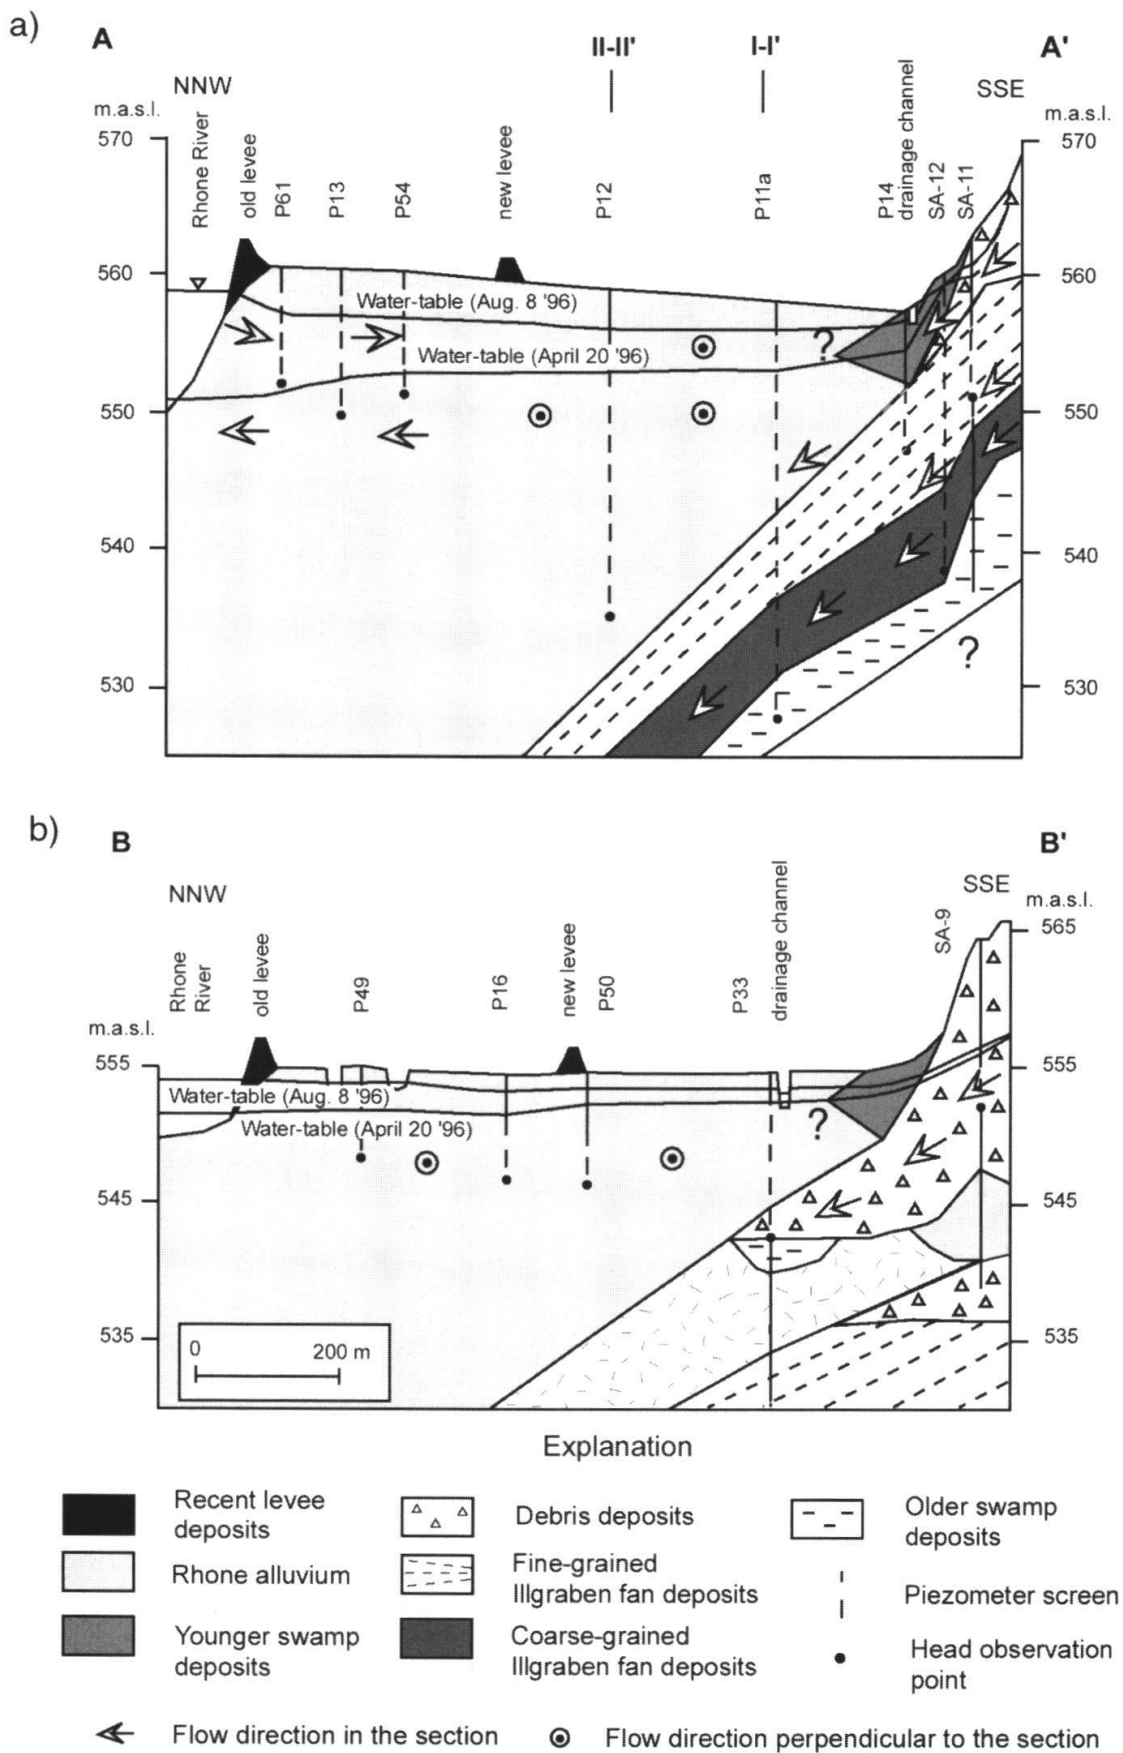 a)
A
II-II'
I-I'
A'
NNW
SSE
m.a.s.l.
m.a.s.l.
Rhone River
old levee
P61
P13
P54
new levee
P12
P11a
P14
drainage channel
SA-12
SA-11
570
560
550
540
530
570
560
550
540
530
Water-table (Aug. 8 '96)
Water-table (April 20 '96)
?
?
b)
B
B'
NNW
SSE
m.a.s.l.
m.a.s.l.
Rhone
River
old levee
P49
P16
new levee
P50
P33
drainage channel
SA-9
555
545
535
565
555
545
535
Water-table (Aug. 8 '96)
Water-table (April 20 '96)
?
0
200 m
Explanation
Recent levee
deposits
Rhone alluvium
Younger swamp
deposits
Debris deposits
Fine-grained
Illgraben fan deposits
Coarse-grained
Illgraben fan deposits
Older swamp
deposits
Piezometer screen
Head observation
point
Flow direction in the section
Flow direction perpendicular to the section